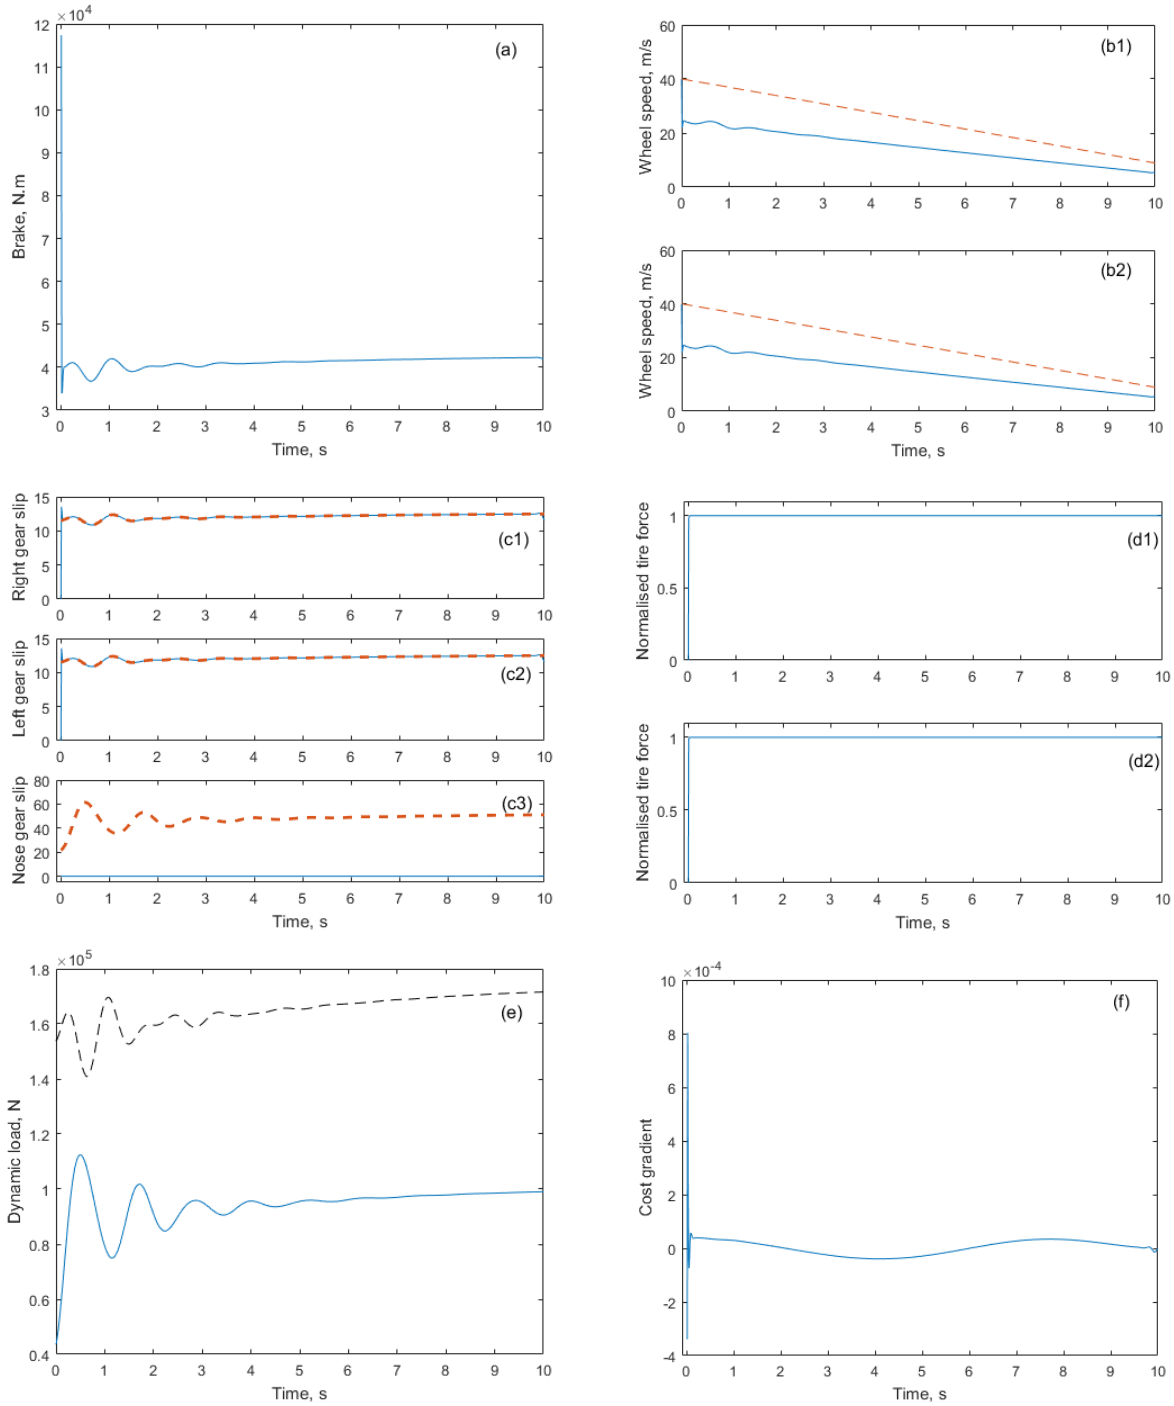 ×10⁴
12
11
10
9
8
7
6
5
4
3
Brake, N.m
(a)
0 1 2 3 4 5 6 7 8 9 10
Time, s
60
40
20
0
Wheel speed, m/s
(b1)
0 1 2 3 4 5 6 7 8 9 10
60
40
20
0
Wheel speed, m/s
(b2)
0 1 2 3 4 5 6 7 8 9 10
Time, s
15
10
5
0
Right gear slip
(c1)
0 1 2 3 4 5 6 7 8 9 10
15
10
5
0
Left gear slip
(c2)
0 1 2 3 4 5 6 7 8 9 10
80
60
40
20
0
Nose gear slip
(c3)
0 1 2 3 4 5 6 7 8 9 10
Time, s
1
0.5
0
Normalised tire force
(d1)
0 1 2 3 4 5 6 7 8 9 10
1
0.5
0
Normalised tire force
(d2)
0 1 2 3 4 5 6 7 8 9 10
Time, s
×10⁵
1.8
1.6
1.4
1.2
1
0.8
0.6
0.4
Dynamic load, N
(e)
0 1 2 3 4 5 6 7 8 9 10
Time, s
×10⁻⁴
10
8
6
4
2
0
-2
-4
Cost gradient
(f)
0 1 2 3 4 5 6 7 8 9 10
Time, s